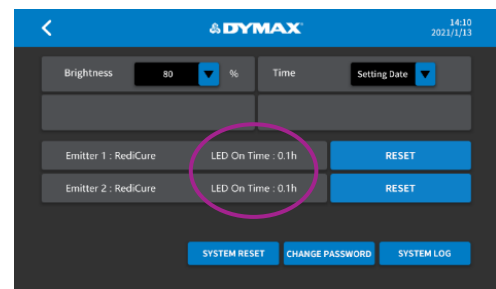 DYMAX
14:10
2021/1/13
Brightness 80 % Time Setting Date
Emitter 1 : RediCure LED On Time : 0.1h RESET
Emitter 2 : RediCure LED On Time : 0.1h RESET
SYSTEM RESET CHANGE PASSWORD SYSTEM LOG